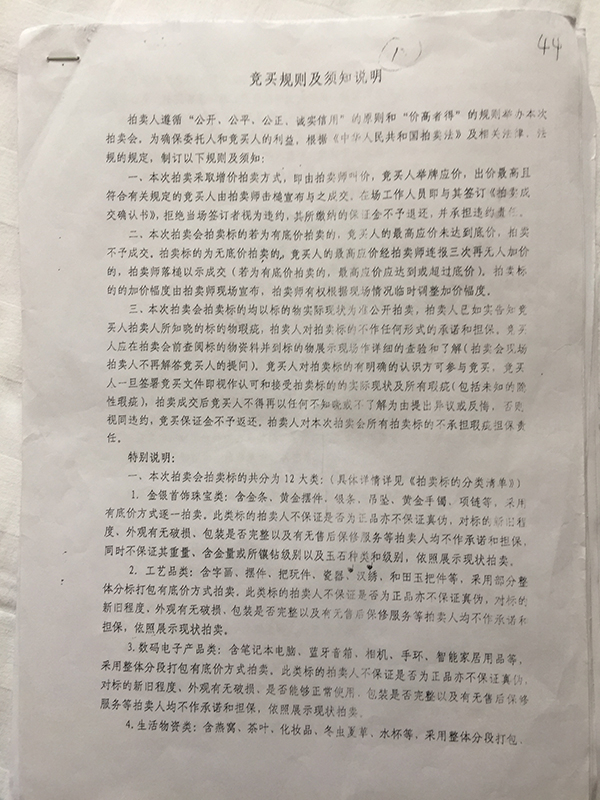 ①
44
竞买规则及须知说明
拍卖人遵循“公开、公平、公正、诚实信用”的原则和“价高者得”的规则举办本次
拍卖会。为确保委托人和竞买人的利益，根据《中华人民共和国拍卖法》及相关法律、法
规的规定，制订以下规则及须知：
一、本次拍卖采取增价拍卖方式，即由拍卖师叫价，竞买人举牌应价，出价最高且
符合有关规定的竞买人由拍卖师击槌宣布与之成交。在场工作人员即与其签订《拍卖成
交确认书》，拒绝当场签订者视为违约，其所缴纳的保证金不予退还，并承担违约责任。
二、本次拍卖会拍卖标的若为有底价拍卖的，竞买人的最高应价未达到底价，拍卖
不予成交。拍卖标的为无底价拍卖的，竞买人的最高应价经拍卖师连报三次再无人加价
的，拍卖师落槌以示成交（若为有底价拍卖的，最高应价应达到或超过底价）。拍卖标
的的加价幅度由拍卖师现场宣布，拍卖师有权根据现场情况临时调整加价幅度。
三、本次拍卖会拍卖标的均以标的物实际现状为准公开拍卖，拍卖人已如实告知竞
买人拍卖人所知晓的标的物瑕疵，拍卖人对拍卖标的不作任何形式的承诺和担保。竞买
人应在拍卖会前查阅标的物资料并到标的物展示现场作详细的查验和了解（拍卖会现场
拍卖人不再解答竞买人的提问）。竞买人对拍卖标的有明确的认识方可参与竞买，竞买
人一旦签署竞买文件即视作认可和接受拍卖标的的实际现状及所有瑕疵（包括未知的隐
性瑕疵），拍卖成交后竞买人不得再以任何不知晓或不了解为由提出异议或反悔，否则
视同违约，竞买保证金不予退还。拍卖人对本次拍卖会所有拍卖标的不承担瑕疵担保责
任。
特别说明：
一、本次拍卖会拍卖标的共分为12大类：（具体详情详见《拍卖标的分类清单》）
1. 金银首饰珠宝类：含金条、黄金摆件、银条、吊坠、黄金手镯、项链等，采用
有底价方式逐一拍卖。此类标的拍卖人不保证是否为正品亦不保证真伪，对标的新旧程
度、外观有无破损、包装是否完整以及有无售后保修服务等拍卖人均不作承诺和担保，
同时不保证其重量、含金量或所镶钻级别以及玉石种类和级别，依照展示现状拍卖。
2. 工艺品类：含字画、摆件、把玩件、瓷器、汉绣、和田玉把件等，采用部分整
体分标打包有底价方式拍卖。此类标的拍卖人不保证是否为正品亦不保证真伪，对标的
新旧程度、外观有无破损、包装是否完整以及有无售后保修服务等拍卖人均不作承诺和
担保，依照展示现状拍卖。
3.数码电子产品类：含笔记本电脑、蓝牙音箱、相机、手环、智能家居用品等，
采用整体分段打包有底价方式拍卖。此类标的拍卖人不保证是否为正品亦不保证真伪，
对标的新旧程度、外观有无破损、是否能够正常使用、包装是否完整以及有无售后保修
服务等拍卖人均不作承诺和担保，依照展示现状拍卖。
4.生活物资类：含燕窝、茶叶、化妆品、冬虫夏草、水杯等，采用整体分段打包、